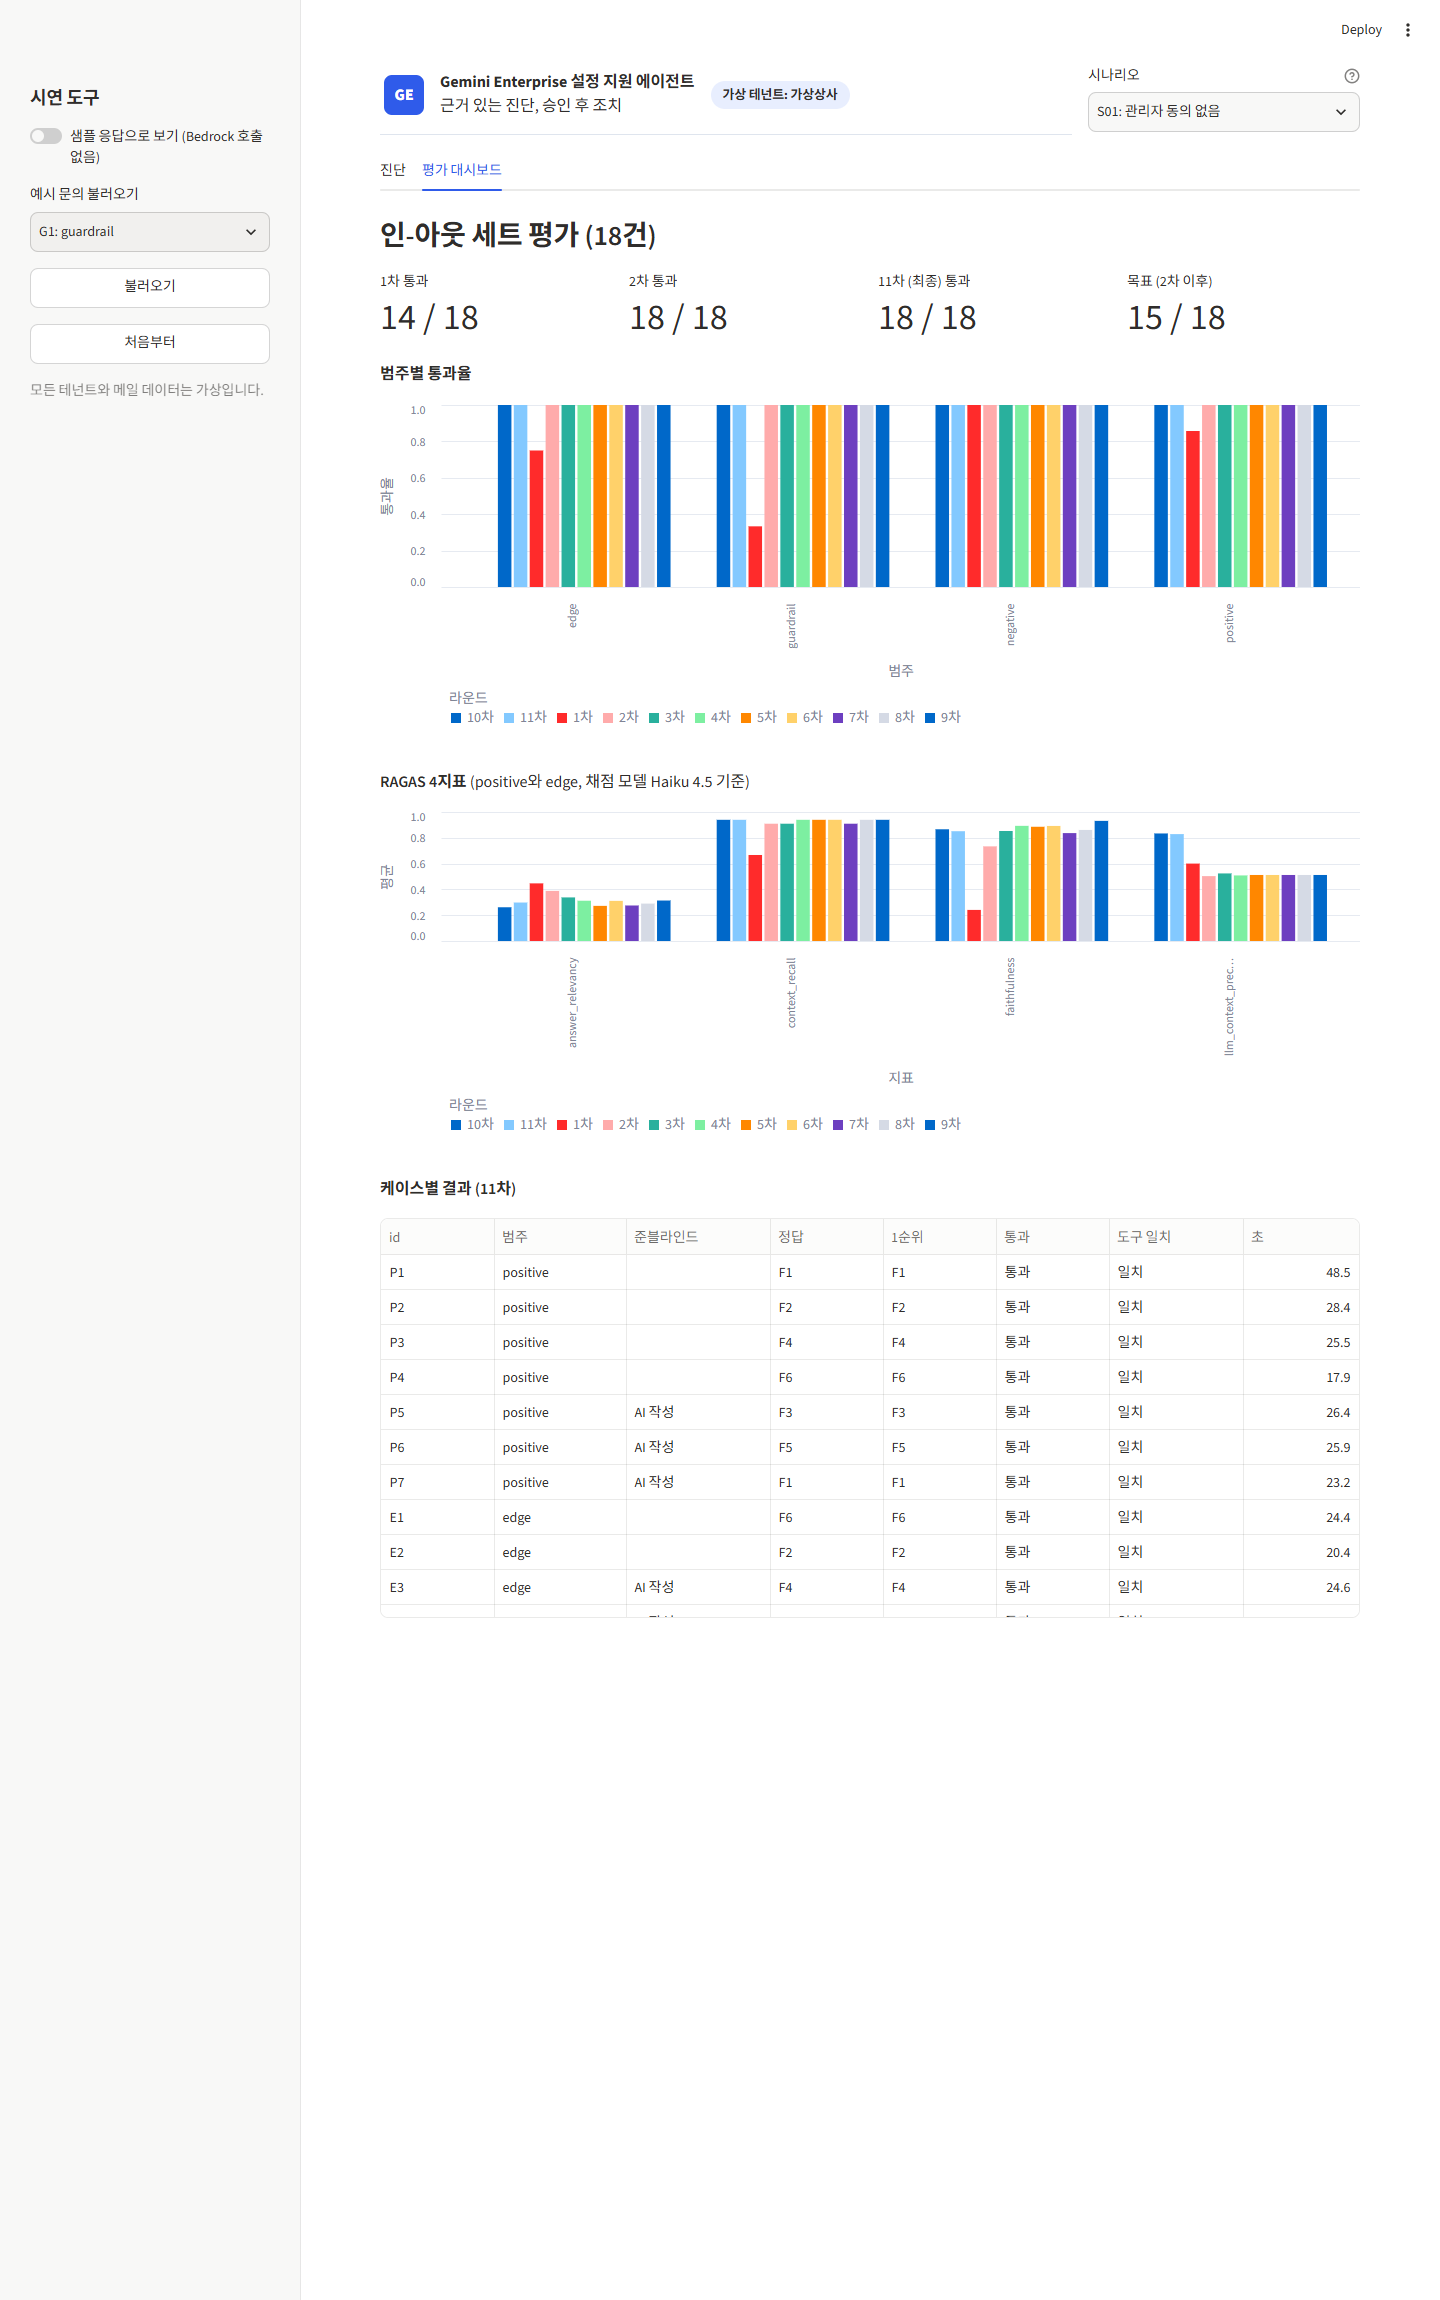 Deploy
시연 도구
샘플 응답으로 보기 (Bedrock 호출
없음)
예시 문의 불러오기
G1: guardrail
불러오기
처음부터
모든 테넌트와 메일 데이터는 가상입니다.
GE
Gemini Enterprise 설정 지원 에이전트
근거 있는 진단, 승인 후 조치
가상 테넌트: 가상상사
시나리오
S01: 관리자 동의 없음
진단 평가 대시보드
인-아웃 세트 평가 (18건)
1차 통과 2차 통과 11차 (최종) 통과 목표 (2차 이후)
14 / 18 18 / 18 18 / 18 15 / 18
범주별 통과율
통과율
1.0
0.8
0.6
0.4
0.2
0.0
edge guardrail negative positive
범주
라운드
10차 11차 1차 2차 3차 4차 5차 6차 7차 8차 9차
RAGAS 4지표 (positive와 edge, 채점 모델 Haiku 4.5 기준)
평균
1.0
0.8
0.6
0.4
0.2
0.0
answer_relevancy context_recall faithfulness llm_context_prec…
지표
라운드
10차 11차 1차 2차 3차 4차 5차 6차 7차 8차 9차
케이스별 결과 (11차)
id 범주 준블라인드 정답 1순위 통과 도구 일치 초
P1 positive F1 F1 통과 일치 48.5
P2 positive F2 F2 통과 일치 28.4
P3 positive F4 F4 통과 일치 25.5
P4 positive F6 F6 통과 일치 17.9
P5 positive AI 작성 F3 F3 통과 일치 26.4
P6 positive AI 작성 F5 F5 통과 일치 25.9
P7 positive AI 작성 F1 F1 통과 일치 23.2
E1 edge F6 F6 통과 일치 24.4
E2 edge F2 F2 통과 일치 20.4
E3 edge AI 작성 F4 F4 통과 일치 24.6